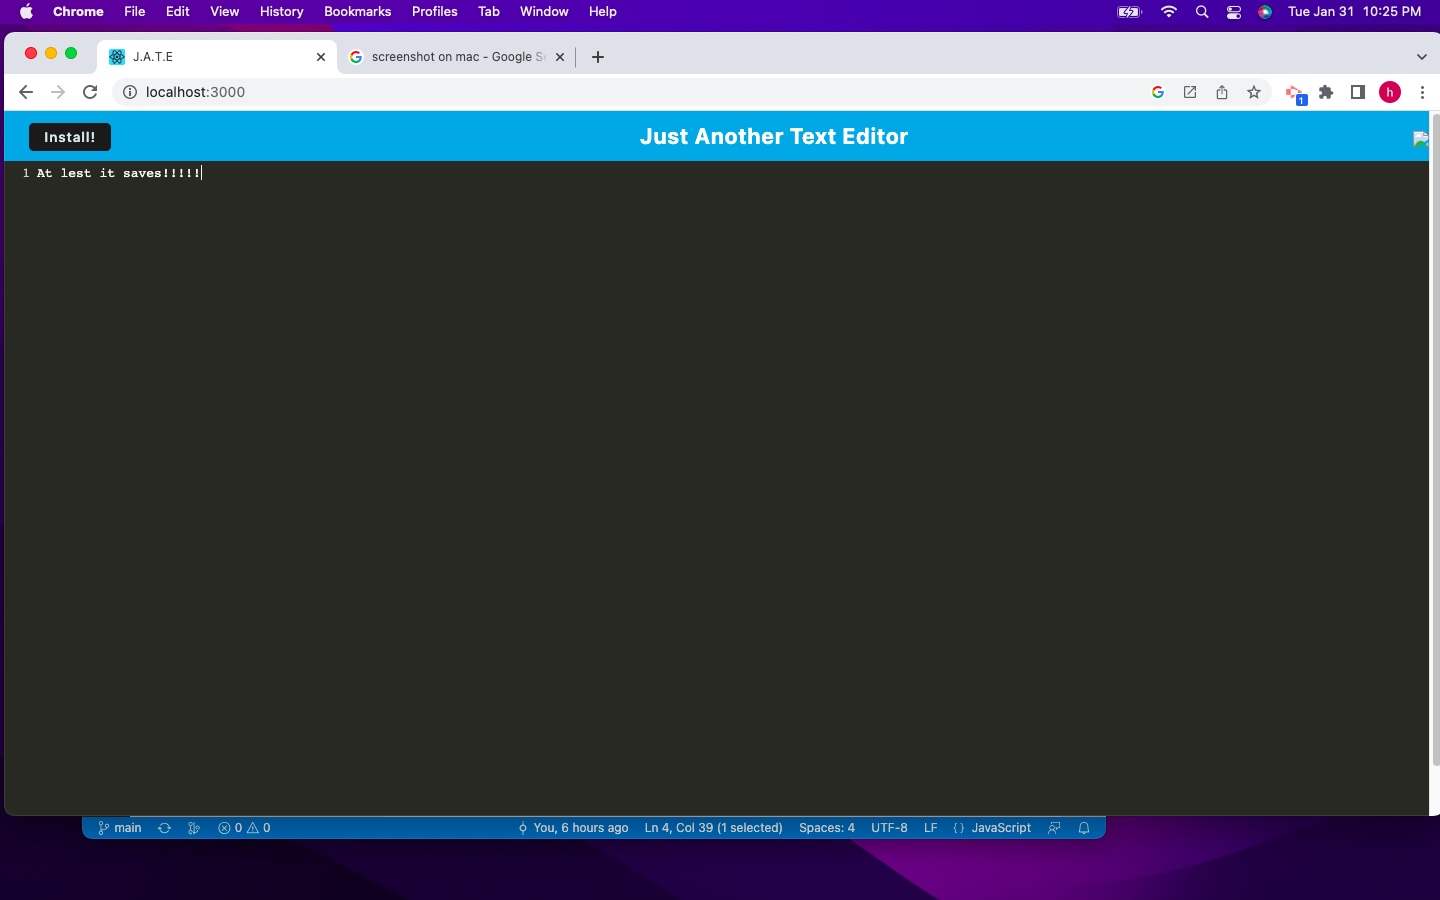 Chrome File Edit View History Bookmarks Profiles Tab Window Help Tue Jan 31 10:25 PM
J.A.T.E screenshot on mac - Google Se
localhost:3000 1 h
Install! Just Another Text Editor
1 At lest it saves!!!!!
main 0 0 You, 6 hours ago Ln 4, Col 39 (1 selected) Spaces: 4 UTF-8 LF {} JavaScript